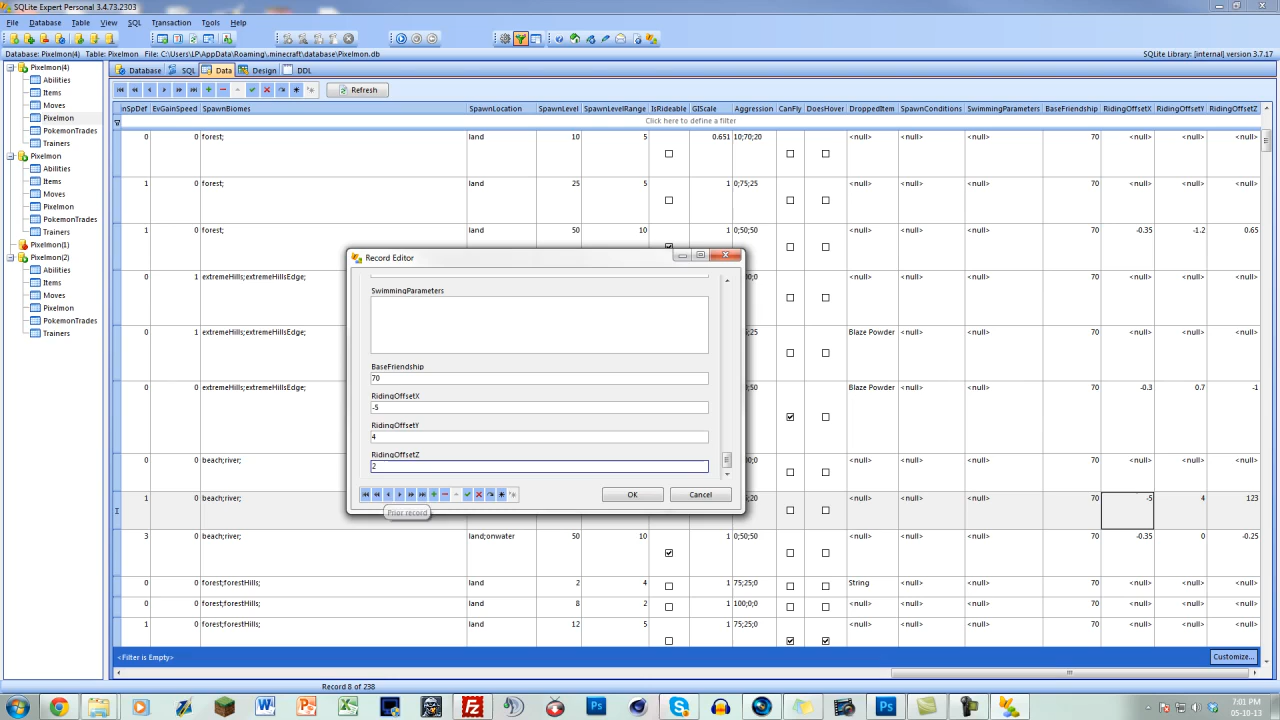 SQLite Expert Personal 3.4.73.2303
File Database Table View SQL Transaction Tools Help
Database: Pixelmon(4) Table: Pixelmon File: C:\Users\LP\AppData\Roaming\.minecraft\database\Pixelmon.db SQLite Library: [internal] version 3.7.17
Pixelmon(4)
Abilities
Items
Moves
Pixelmon
PokemonTrades
Trainers
Pixelmon
Abilities
Items
Moves
Pixelmon
PokemonTrades
Trainers
Pixelmon(1)
Pixelmon(2)
Abilities
Items
Moves
Pixelmon
PokemonTrades
Trainers
Database SQL Data Design DDL
Refresh
nSpDef EvGainSpeed SpawnBiomes SpawnLocation SpawnLevel SpawnLevelRange IsRideable GIScale Aggression CanFly DoesHover DroppedItem SpawnConditions SwimmingParameters BaseFriendship RidingOffsetX RidingOffsetY RidingOffsetZ
Click here to define a filter
0 0 forest; land 10 5 0.651 10;70;20 <null> <null> <null> 70 <null> <null> <null>
1 0 forest; land 25 5 1 0;75;25 <null> <null> <null> 70 <null> <null> <null>
1 0 forest; land 50 10 1 0;50;50 <null> <null> <null> 70 -0.35 -1.2 0.65
0 1 extremeHills;extremeHillsEdge; <null> <null> <null> 70 <null> <null> <null>
0 1 extremeHills;extremeHillsEdge; Blaze Powder <null> <null> 70 <null> <null> <null>
0 0 extremeHills;extremeHillsEdge; Blaze Powder <null> <null> 70 -0.3 0.7 -1
0 0 beach;river; <null> <null> <null> 70 <null> <null> <null>
1 0 beach;river; <null> <null> <null> 70 -5 4 123
3 0 beach;river; land;onwater 50 10 1 0;50;50 <null> <null> <null> 70 -0.35 0 -0.25
0 0 forest;forestHills; land 2 4 1 75;25;0 String <null> <null> 70 <null> <null> <null>
0 0 forest;forestHills; land 8 2 1 100;0;0 <null> <null> <null> 70 <null> <null> <null>
1 0 forest;forestHills; land 12 5 1 75;25;0 <null> <null> <null> 70 <null> <null> <null>
Record Editor
SwimmingParameters
BaseFriendship
70
RidingOffsetX
-5
RidingOffsetY
4
RidingOffsetZ
2
OK Cancel
Prior record
<Filter is Empty> Customize...
Record 8 of 238
7:01 PM
05-10-13